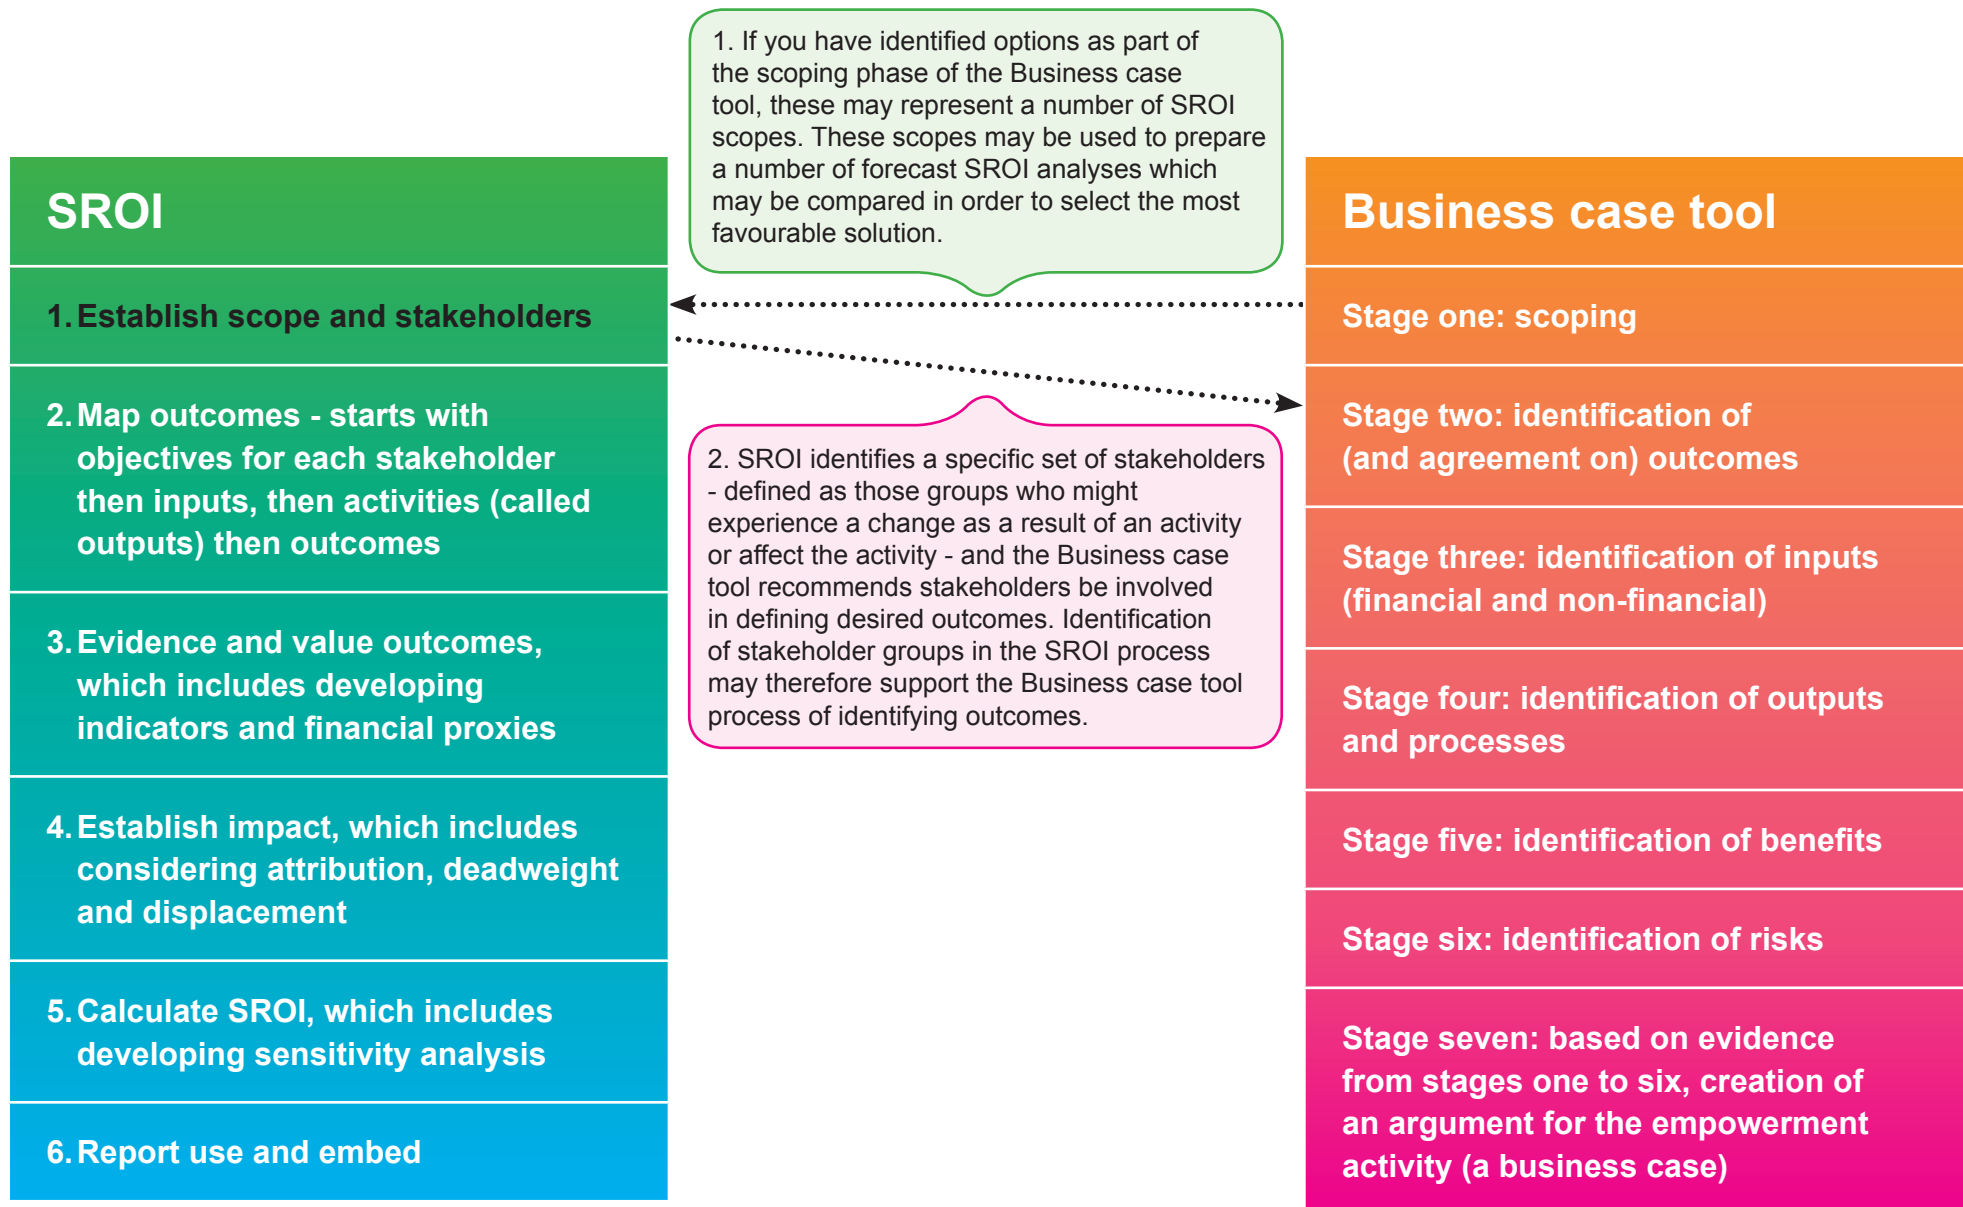 SROI
1. Establish scope and stakeholders
2. Map outcomes - starts with
objectives for each stakeholder
then inputs, then activities (called
outputs) then outcomes
3. Evidence and value outcomes,
which includes developing
indicators and financial proxies
4. Establish impact, which includes
considering attribution, deadweight
and displacement
5. Calculate SROI, which includes
developing sensitivity analysis
6. Report use and embed
1. If you have identified options as part of
the scoping phase of the Business case
tool, these may represent a number of SROI
scopes. These scopes may be used to prepare
a number of forecast SROI analyses which
may be compared in order to select the most
favourable solution.
2. SROI identifies a specific set of stakeholders
- defined as those groups who might
experience a change as a result of an activity
or affect the activity - and the Business case
tool recommends stakeholders be involved
in defining desired outcomes. Identification
of stakeholder groups in the SROI process
may therefore support the Business case tool
process of identifying outcomes.
Business case tool
Stage one: scoping
Stage two: identification of
(and agreement on) outcomes
Stage three: identification of inputs
(financial and non-financial)
Stage four: identification of outputs
and processes
Stage five: identification of benefits
Stage six: identification of risks
Stage seven: based on evidence
from stages one to six, creation of
an argument for the empowerment
activity (a business case)